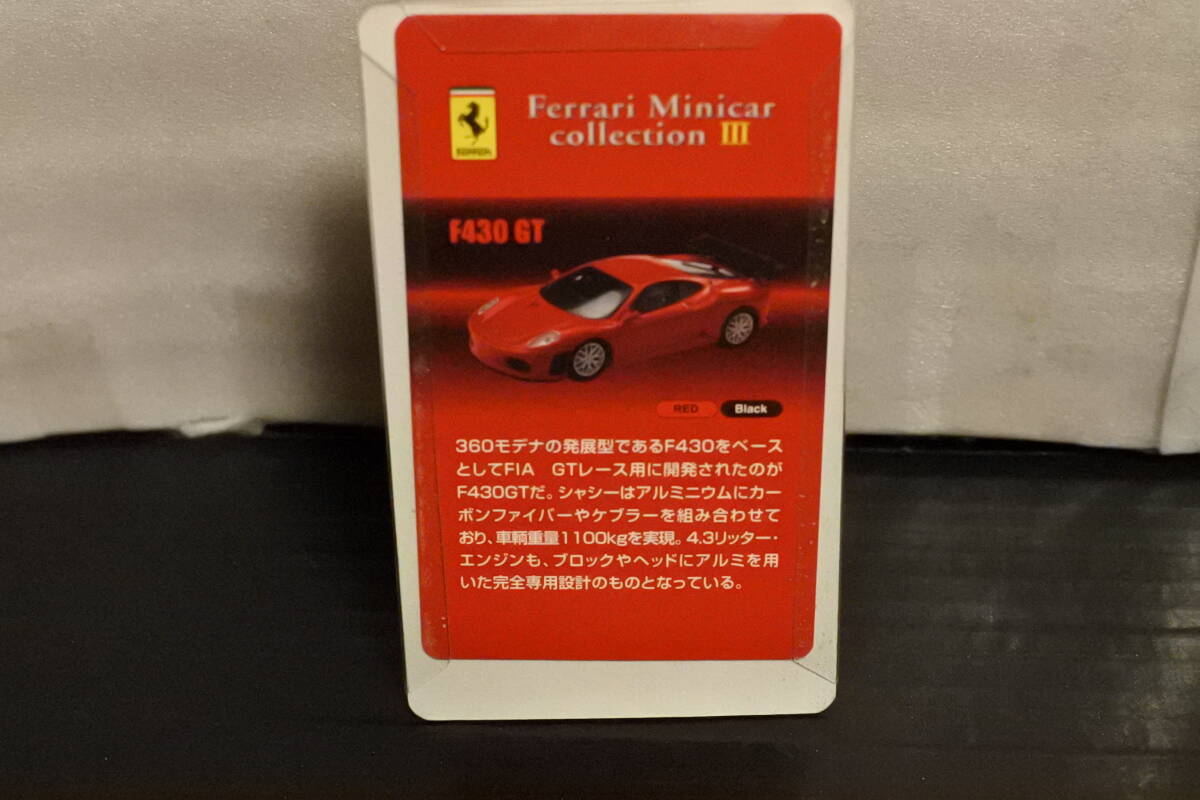 Ferrari Minicar
collection III
F430 GT
RED Black
360モデナの発展型であるF430をベース
としてFIA　GTレース用に開発されたのが
F430GTだ。シャシーはアルミニウムにカー
ボンファイバーやケブラーを組み合わせて
おり、車輌重量1100kgを実現。4.3リッター・
エンジンも、ブロックやヘッドにアルミを用
いた完全専用設計のものとなっている。